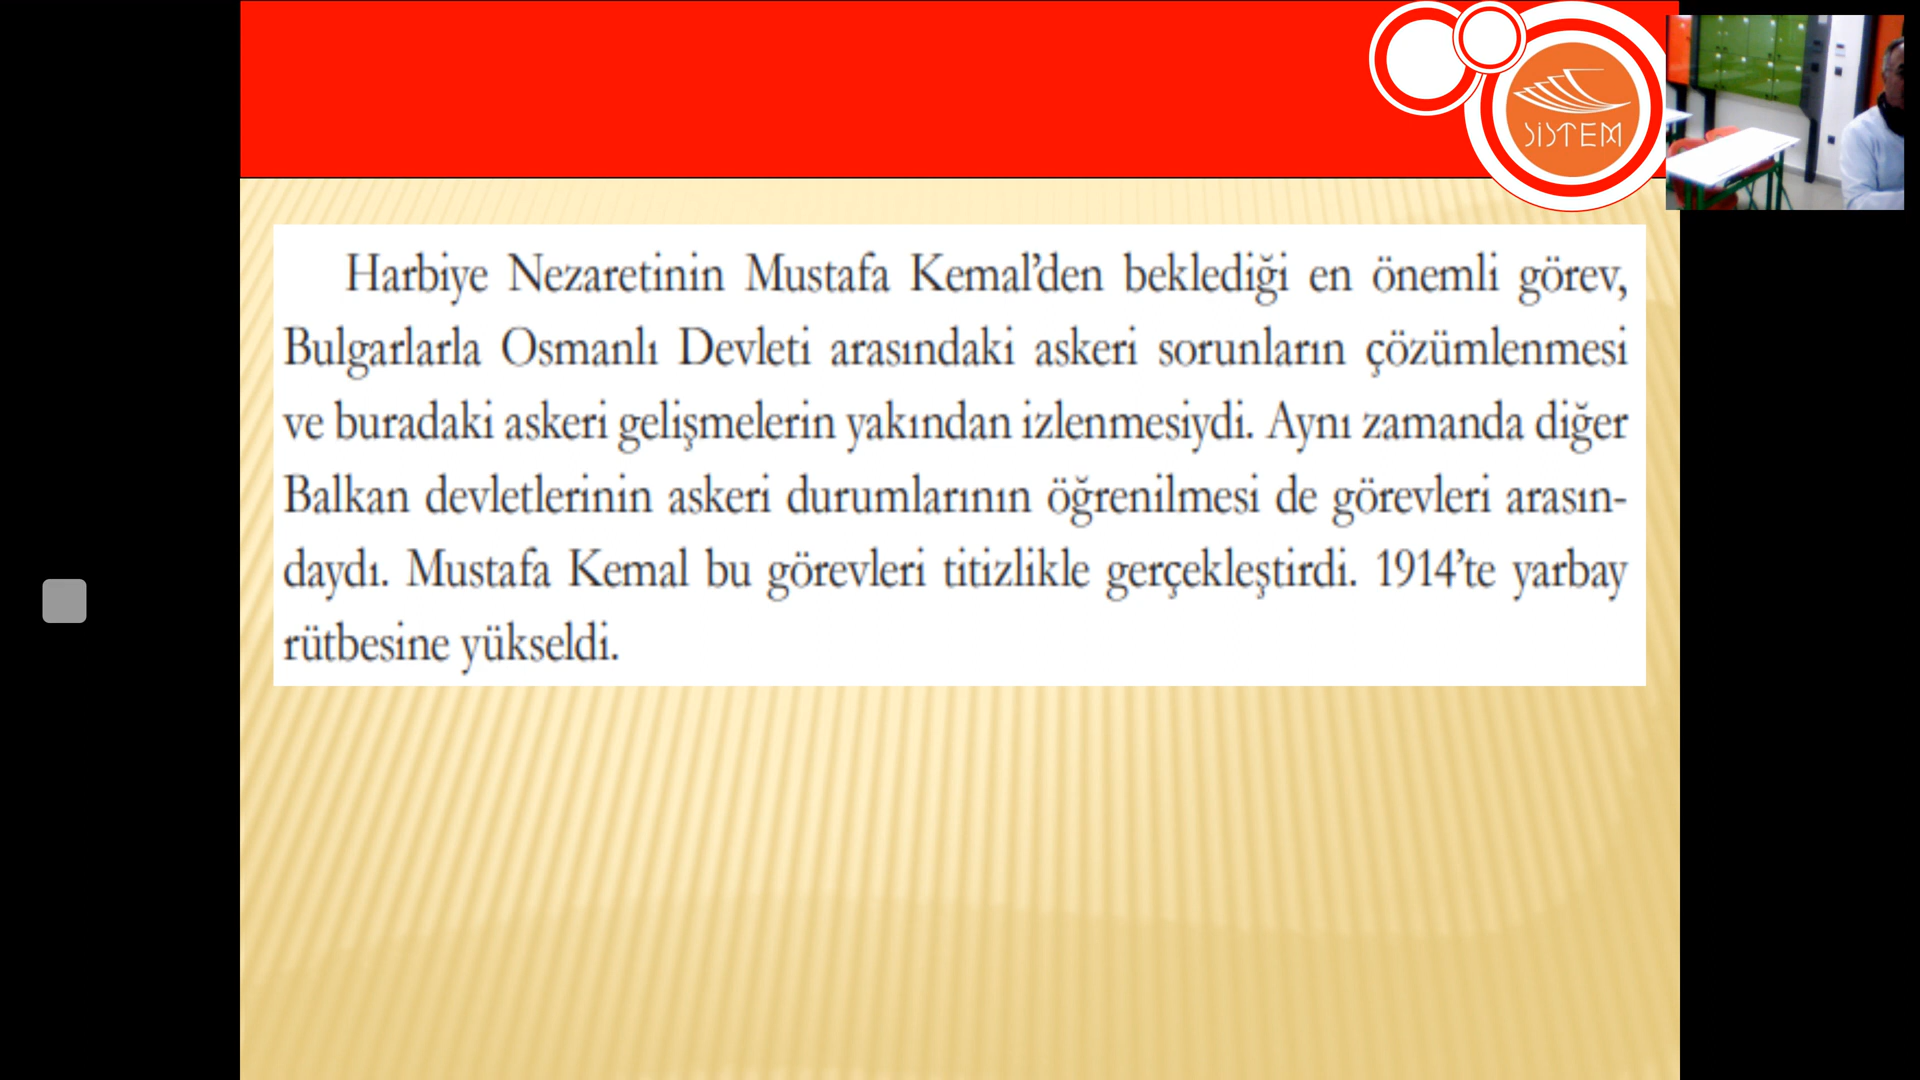 SİSTEM
Harbiye Nezaretinin Mustafa Kemal’den beklediği en önemli görev,
Bulgarlarla Osmanlı Devleti arasındaki askeri sorunların çözümlenmesi
ve buradaki askeri gelişmelerin yakından izlenmesiydi. Aynı zamanda diğer
Balkan devletlerinin askeri durumlarının öğrenilmesi de görevleri arasın-
daydı. Mustafa Kemal bu görevleri titizlikle gerçekleştirdi. 1914’te yarbay
rütbesine yükseldi.